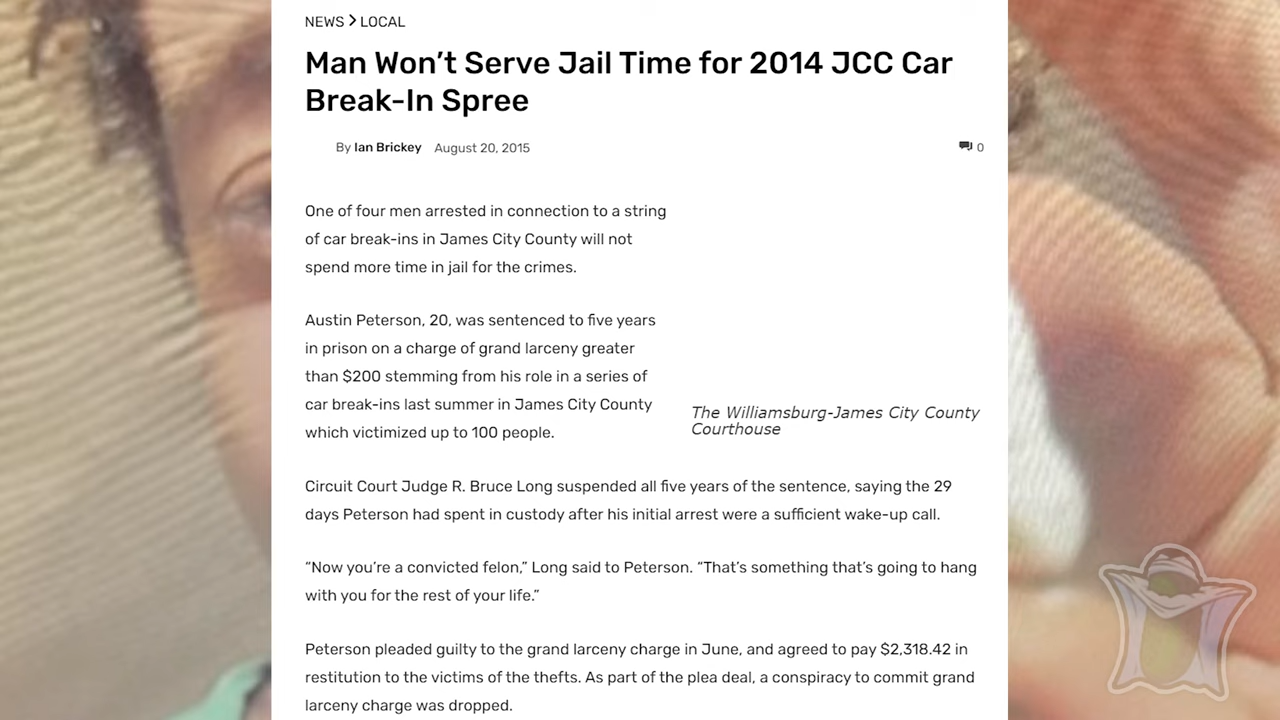 NEWS > LOCAL
Man Won’t Serve Jail Time for 2014 JCC Car
Break-In Spree
By Ian Brickey August 20, 2015
0
One of four men arrested in connection to a string
of car break-ins in James City County will not
spend more time in jail for the crimes.
Austin Peterson, 20, was sentenced to five years
in prison on a charge of grand larceny greater
than $200 stemming from his role in a series of
car break-ins last summer in James City County
which victimized up to 100 people.
The Williamsburg-James City County
Courthouse
Circuit Court Judge R. Bruce Long suspended all five years of the sentence, saying the 29
days Peterson had spent in custody after his initial arrest were a sufficient wake-up call.
“Now you’re a convicted felon,” Long said to Peterson. “That’s something that’s going to hang
with you for the rest of your life.”
Peterson pleaded guilty to the grand larceny charge in June, and agreed to pay $2,318.42 in
restitution to the victims of the thefts. As part of the plea deal, a conspiracy to commit grand
larceny charge was dropped.